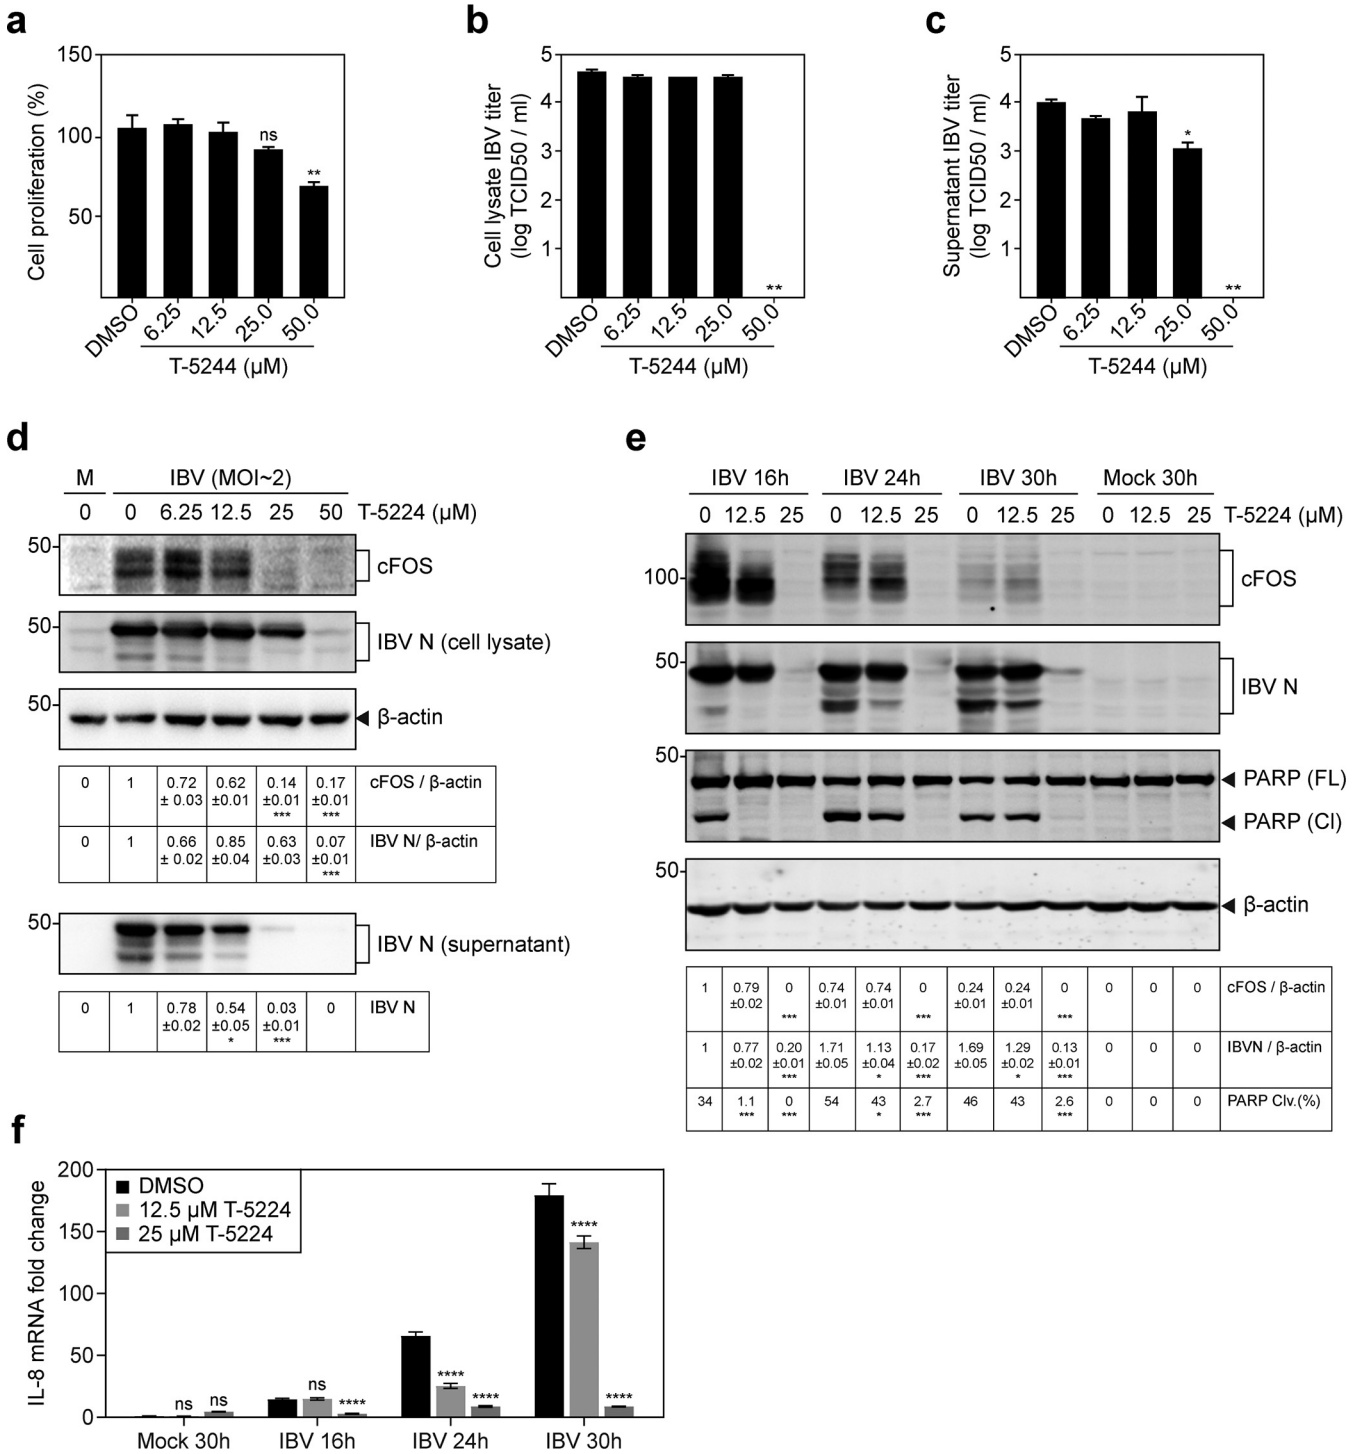 a
150
100
50
Cell proliferation (%)
ns
**
DMSO
6.25
12.5
25.0
50.0
T-5244 (µM)
b
5
4
3
2
1
Cell lysate IBV titer
(log TCID50 / ml)
**
DMSO
6.25
12.5
25.0
50.0
T-5244 (µM)
c
5
4
3
2
1
Supernatant IBV titer
(log TCID50 / ml)
*
**
DMSO
6.25
12.5
25.0
50.0
T-5244 (µM)
d
M IBV (MOI~2)
0 0 6.25 12.5 25 50 T-5224 (µM)
50 cFOS
50 IBV N (cell lysate)
50 β-actin
0 1 0.72 0.62 0.14 0.17 cFOS / β-actin
± 0.03 ±0.01 ±0.01 ±0.01
*** ***
0 1 0.66 0.85 0.63 0.07 IBV N/ β-actin
± 0.02 ±0.04 ±0.03 ±0.01
***
50 IBV N (supernatant)
0 1 0.78 0.54 0.03 0 IBV N
±0.02 ±0.05 ±0.01
* ***
e
IBV 16h IBV 24h IBV 30h Mock 30h
0 12.5 25 0 12.5 25 0 12.5 25 0 12.5 25 T-5224 (µM)
100 cFOS
50 IBV N
50 PARP (FL)
PARP (Cl)
50 β-actin
1 0.79 0 0.74 0.74 0 0.24 0.24 0 0 0 0 cFOS / β-actin
±0.02 ±0.01 ±0.01 ±0.01 ±0.01
*** *** ***
1 0.77 0.20 1.71 1.13 0.17 1.69 1.29 0.13 0 0 0 IBVN / β-actin
±0.02 ±0.01 ±0.05 ±0.04 ±0.02 ±0.05 ±0.02 ±0.01
*** * *** * ***
34 1.1 0 54 43 2.7 46 43 2.6 0 0 0 PARP Clv.(%)
*** *** * *** ***
f
200
150
100
50
0
IL-8 mRNA fold change
DMSO
12.5 µM T-5224
25 µM T-5224
ns ns
ns ****
**** ****
**** ****
Mock 30h IBV 16h IBV 24h IBV 30h